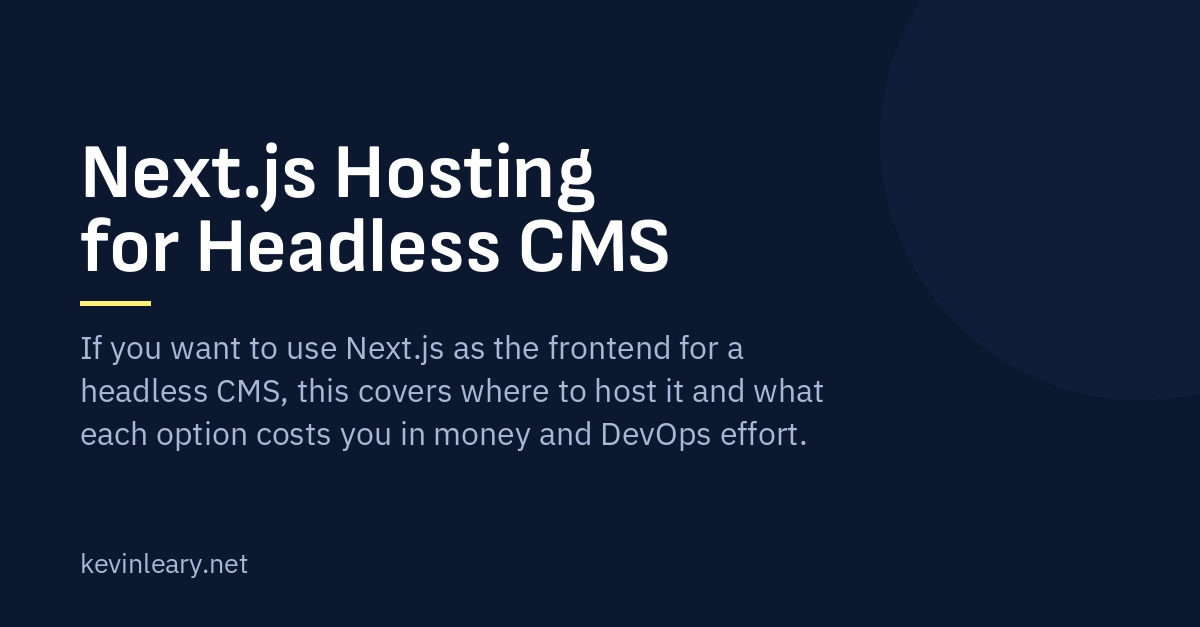 Next.js Hosting
for Headless CMS
If you want to use Next.js as the frontend for a
headless CMS, this covers where to host it and what
each option costs you in money and DevOps effort.
kevinleary.net